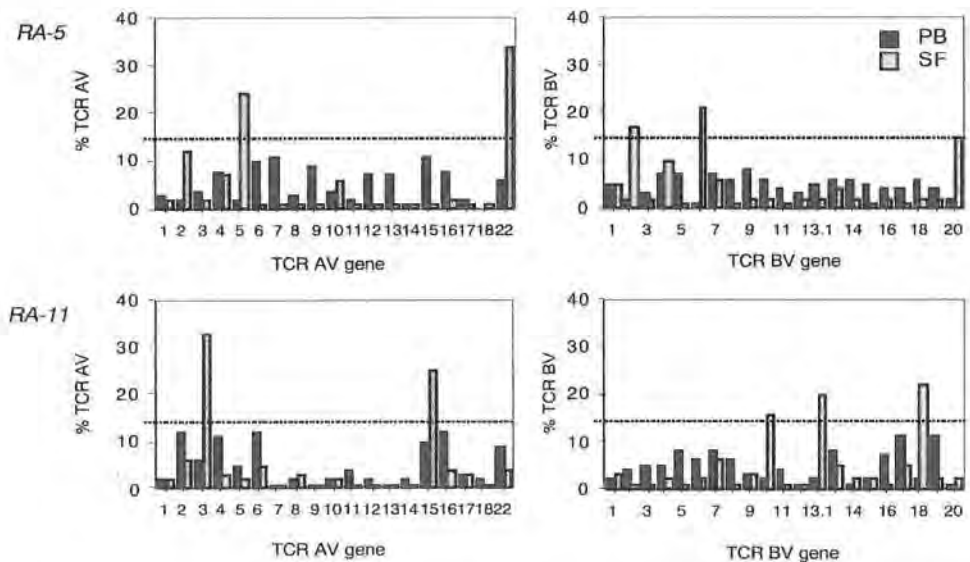 RA-5
% TCR AV
40
30
20
10
0
1 2 3 4 5 6 7 8 9 10 11 12 13 14 15 16 17 18 22
TCR AV gene
% TCR BV
40
30
20
10
0
1 3 5 7 9 11 13.1 14 16 18 20
TCR BV gene
PB
SF
RA-11
% TCR AV
40
30
20
10
0
1 2 3 4 5 6 7 8 9 10 11 12 13 14 15 16 17 18 22
TCR AV gene
% TCR BV
40
30
20
10
0
1 3 5 7 9 11 13.1 14 16 18 20
TCR BV gene